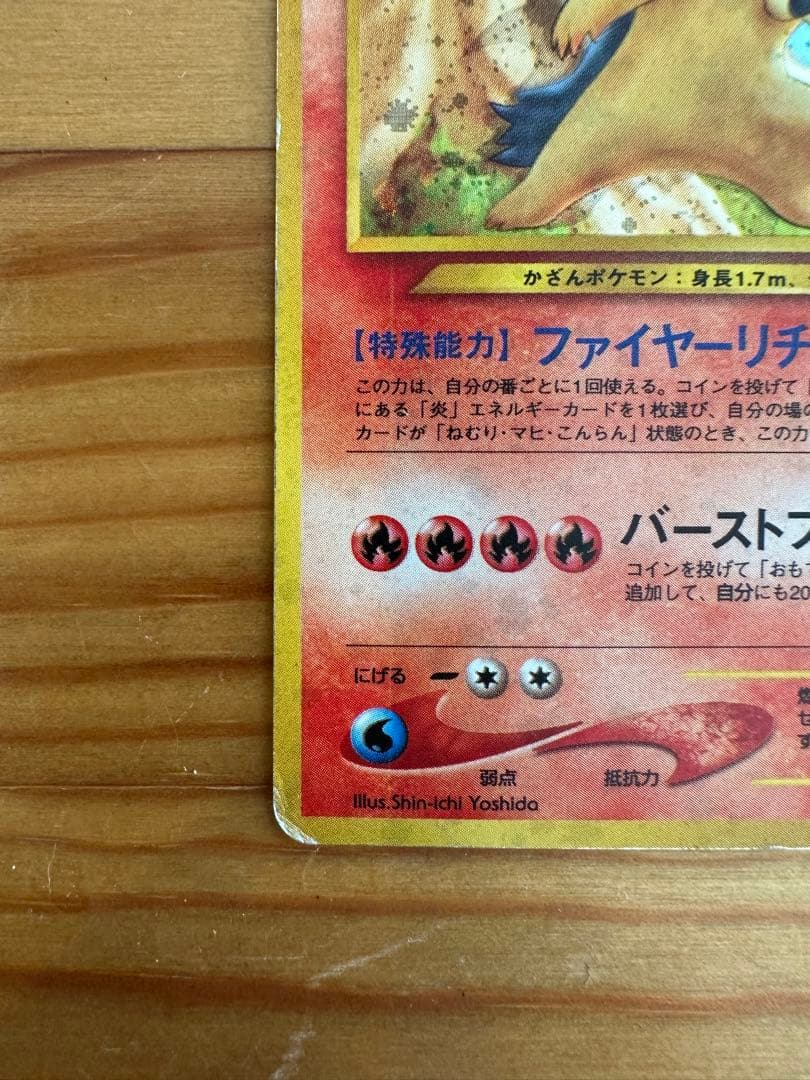 かざんポケモン：身長1.7m、
【特殊能力】ファイヤーリチ
この力は、自分の番ごとに1回使える。コインを投げて「
にある「炎」エネルギーカードを1枚選び、自分の場の
カードが「ねむり・マヒ・こんらん」状態のとき、この力
バーストフ
コインを投げて「おもて
追加して、自分にも20
にげる
弱点
抵抗力
Illus.Shin-ichi Yoshida